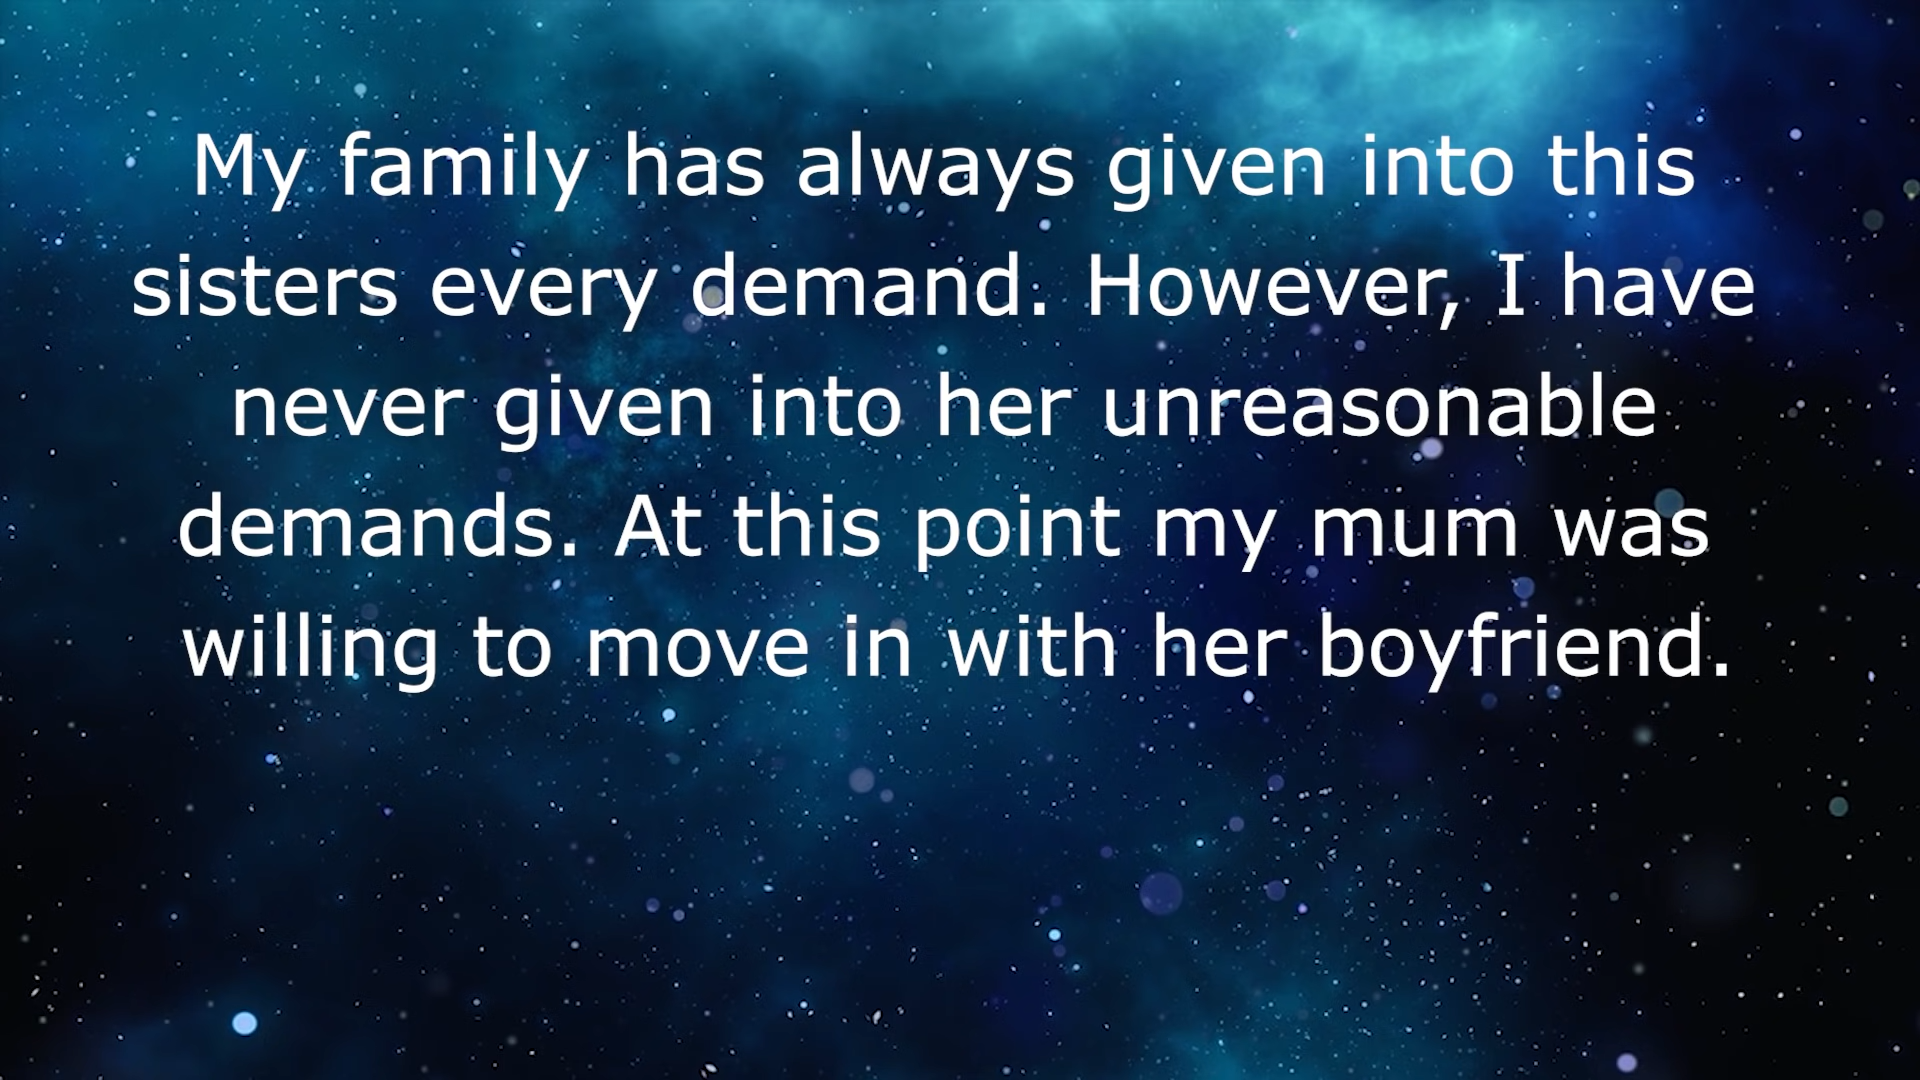 My family has always given into this
sisters every demand. However, I have
never given into her unreasonable
demands. At this point my mum was
willing to move in with her boyfriend.